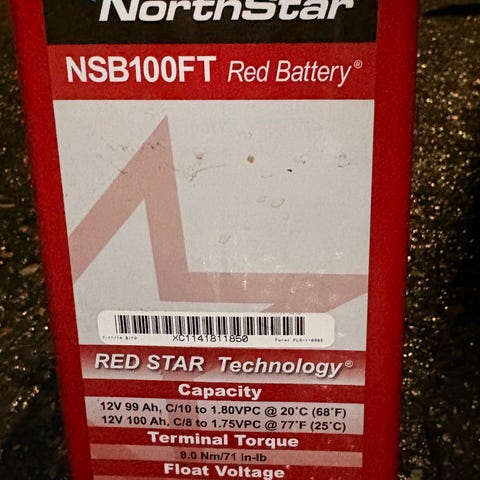 NorthStar
NSB100FT Red Battery®
XC1141811850
RED STAR Technology®
Capacity
12V 99 Ah, C/10 to 1.80VPC @ 20°C (68°F)
12V 100 Ah, C/8 to 1.75VPC @ 77°F (25°C)
Terminal Torque
8.0 Nm/71 in-lb
Float Voltage